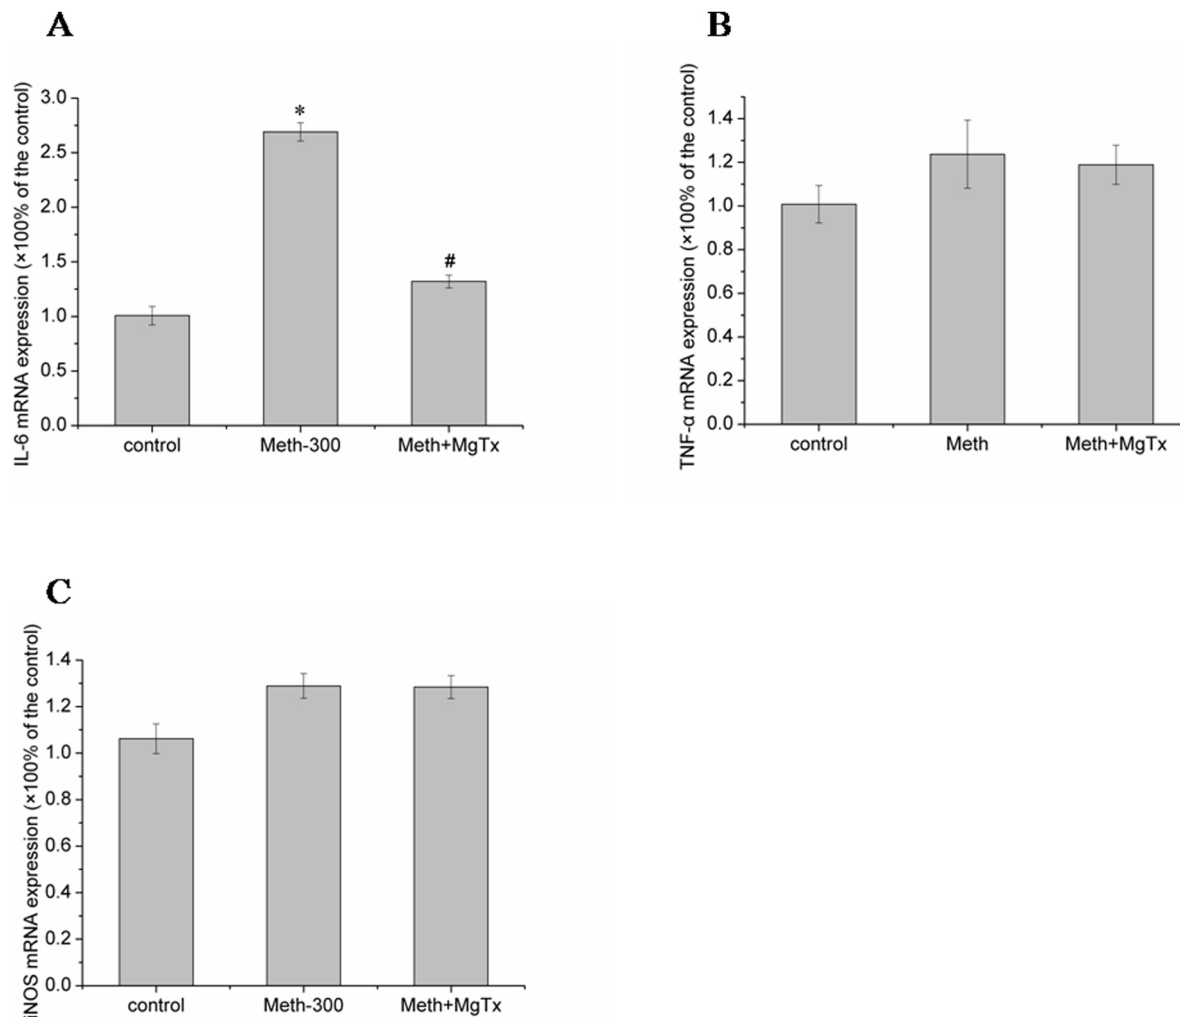 A
IL-6 mRNA expression (×100% of the control)
3.0
2.5
2.0
1.5
1.0
0.5
0.0
*
#
control Meth-300 Meth+MgTx
B
TNF-α mRNA expression (×100% of the control)
1.4
1.2
1.0
0.8
0.6
0.4
0.2
0.0
control Meth Meth+MgTx
C
iNOS mRNA expression (×100% of the control)
1.4
1.2
1.0
0.8
0.6
0.4
0.2
0.0
control Meth-300 Meth+MgTx